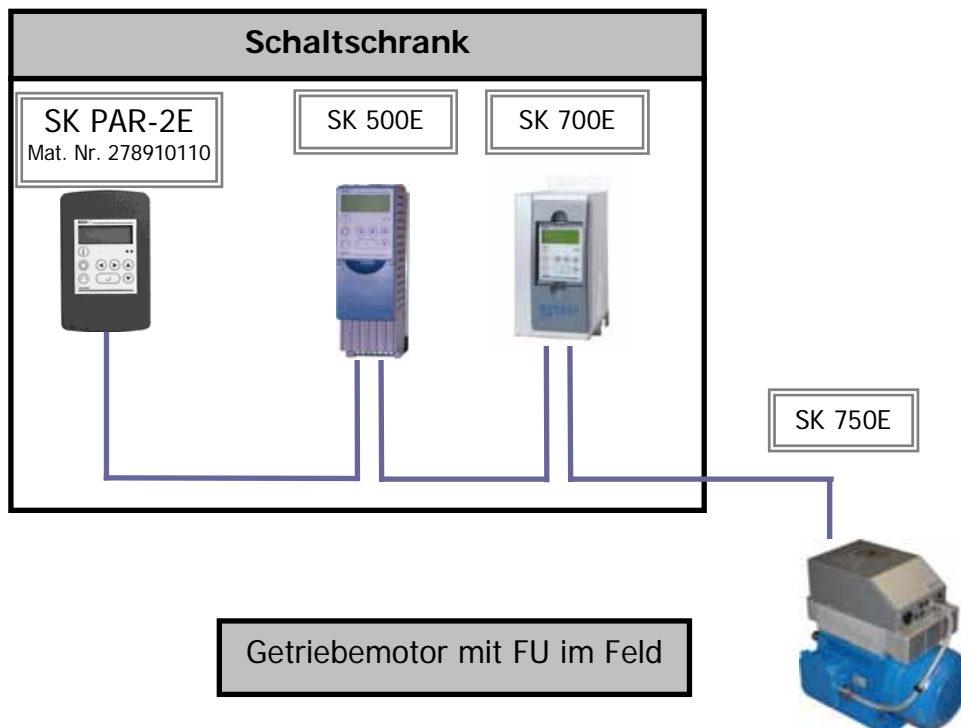 Schaltschrank
SK PAR-2E
Mat. Nr. 278910110
SK 500E
SK 700E
SK 750E
Getriebemotor mit FU im Feld